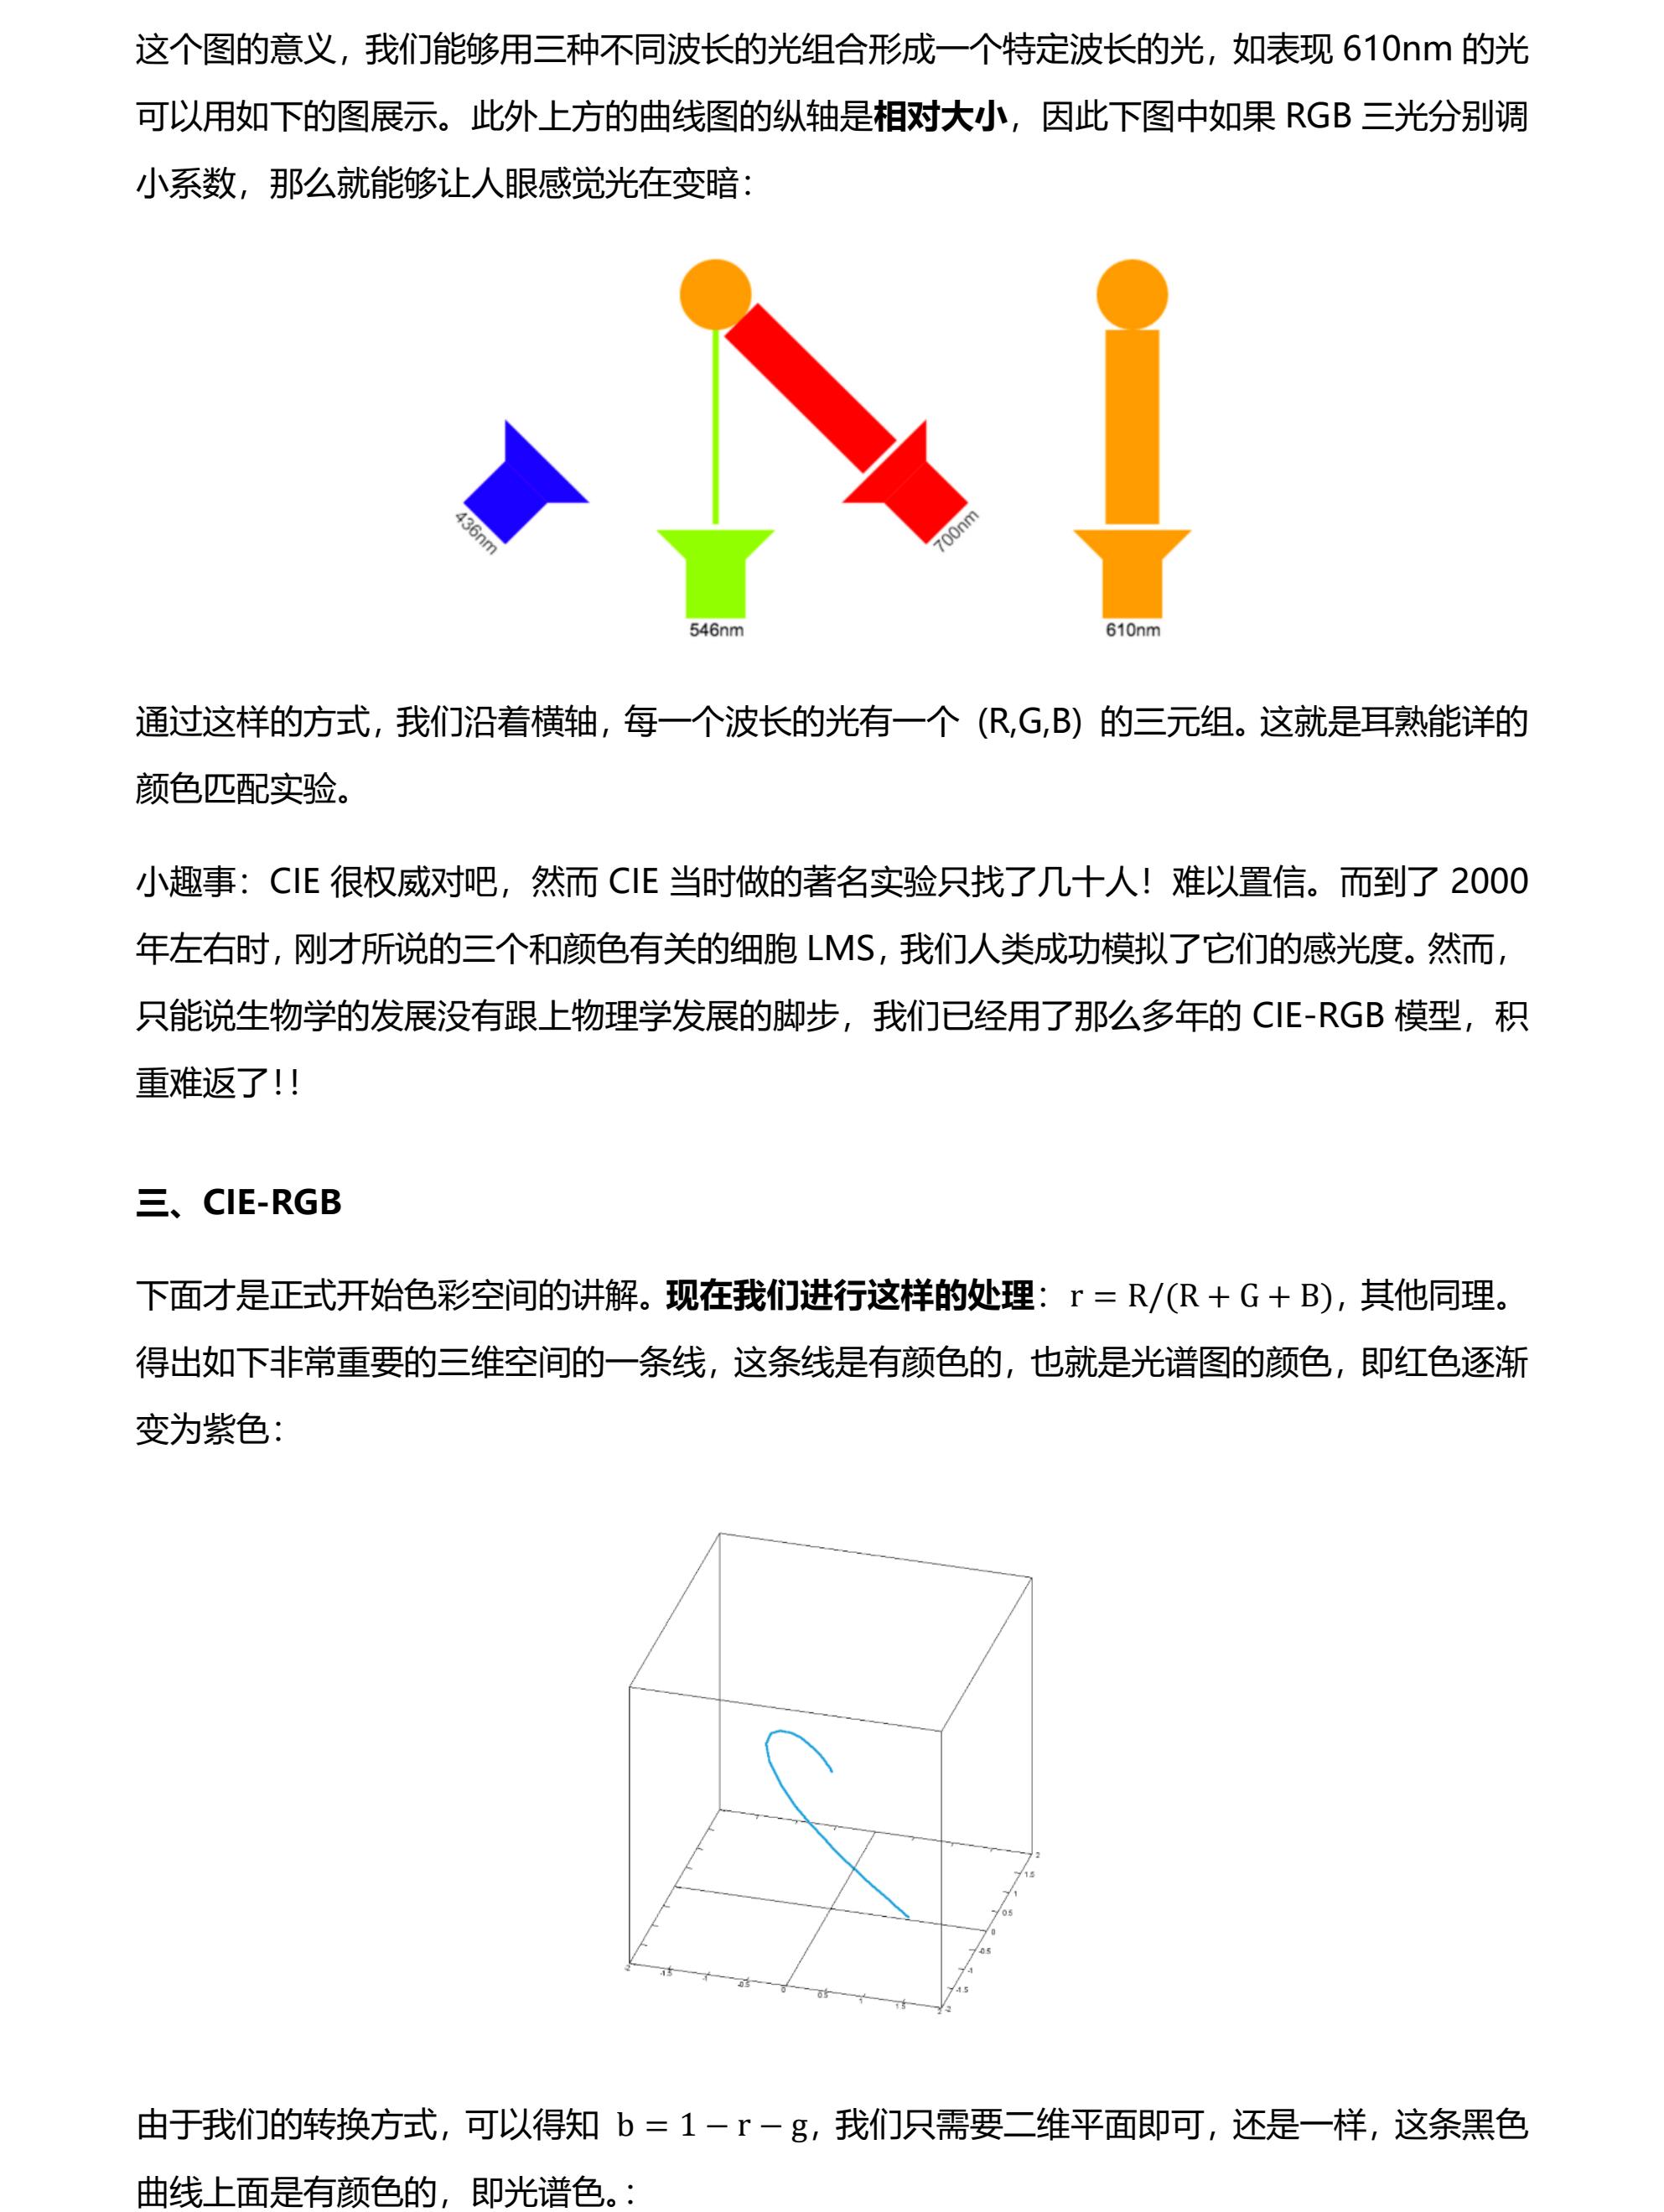 这个图的意义，我们能够用三种不同波长的光组合形成一个特定波长的光，如表现 610nm 的光
可以用如下的图展示。此外上方的曲线图的纵轴是相对大小，因此下图中如果 RGB 三光分别调
小系数，那么就能够让人眼感觉光在变暗：
436nm
700nm
546nm
610nm
通过这样的方式，我们沿着横轴，每一个波长的光有一个 (R,G,B) 的三元组。这就是耳熟能详的
颜色匹配实验。
小趣事：CIE 很权威对吧，然而 CIE 当时做的著名实验只找了几十人！难以置信。而到了 2000
年左右时，刚才所说的三个和颜色有关的细胞 LMS，我们人类成功模拟了它们的感光度。然而，
只能说生物学的发展没有跟上物理学发展的脚步，我们已经用了那么多年的 CIE-RGB 模型，积
重难返了！！
三、CIE-RGB
下面才是正式开始色彩空间的讲解。现在我们进行这样的处理：r = R/(R + G + B)，其他同理。
得出如下非常重要的三维空间的一条线，这条线是有颜色的，也就是光谱图的颜色，即红色逐渐
变为紫色：
2
1.5
1
0.5
0
-0.5
-1
-1.5
-2
-2
-1.5
-1
-0.5
0
0.5
1
1.5
2
由于我们的转换方式，可以得知 b = 1 − r − g，我们只需要二维平面即可，还是一样，这条黑色
曲线上面是有颜色的，即光谱色。：